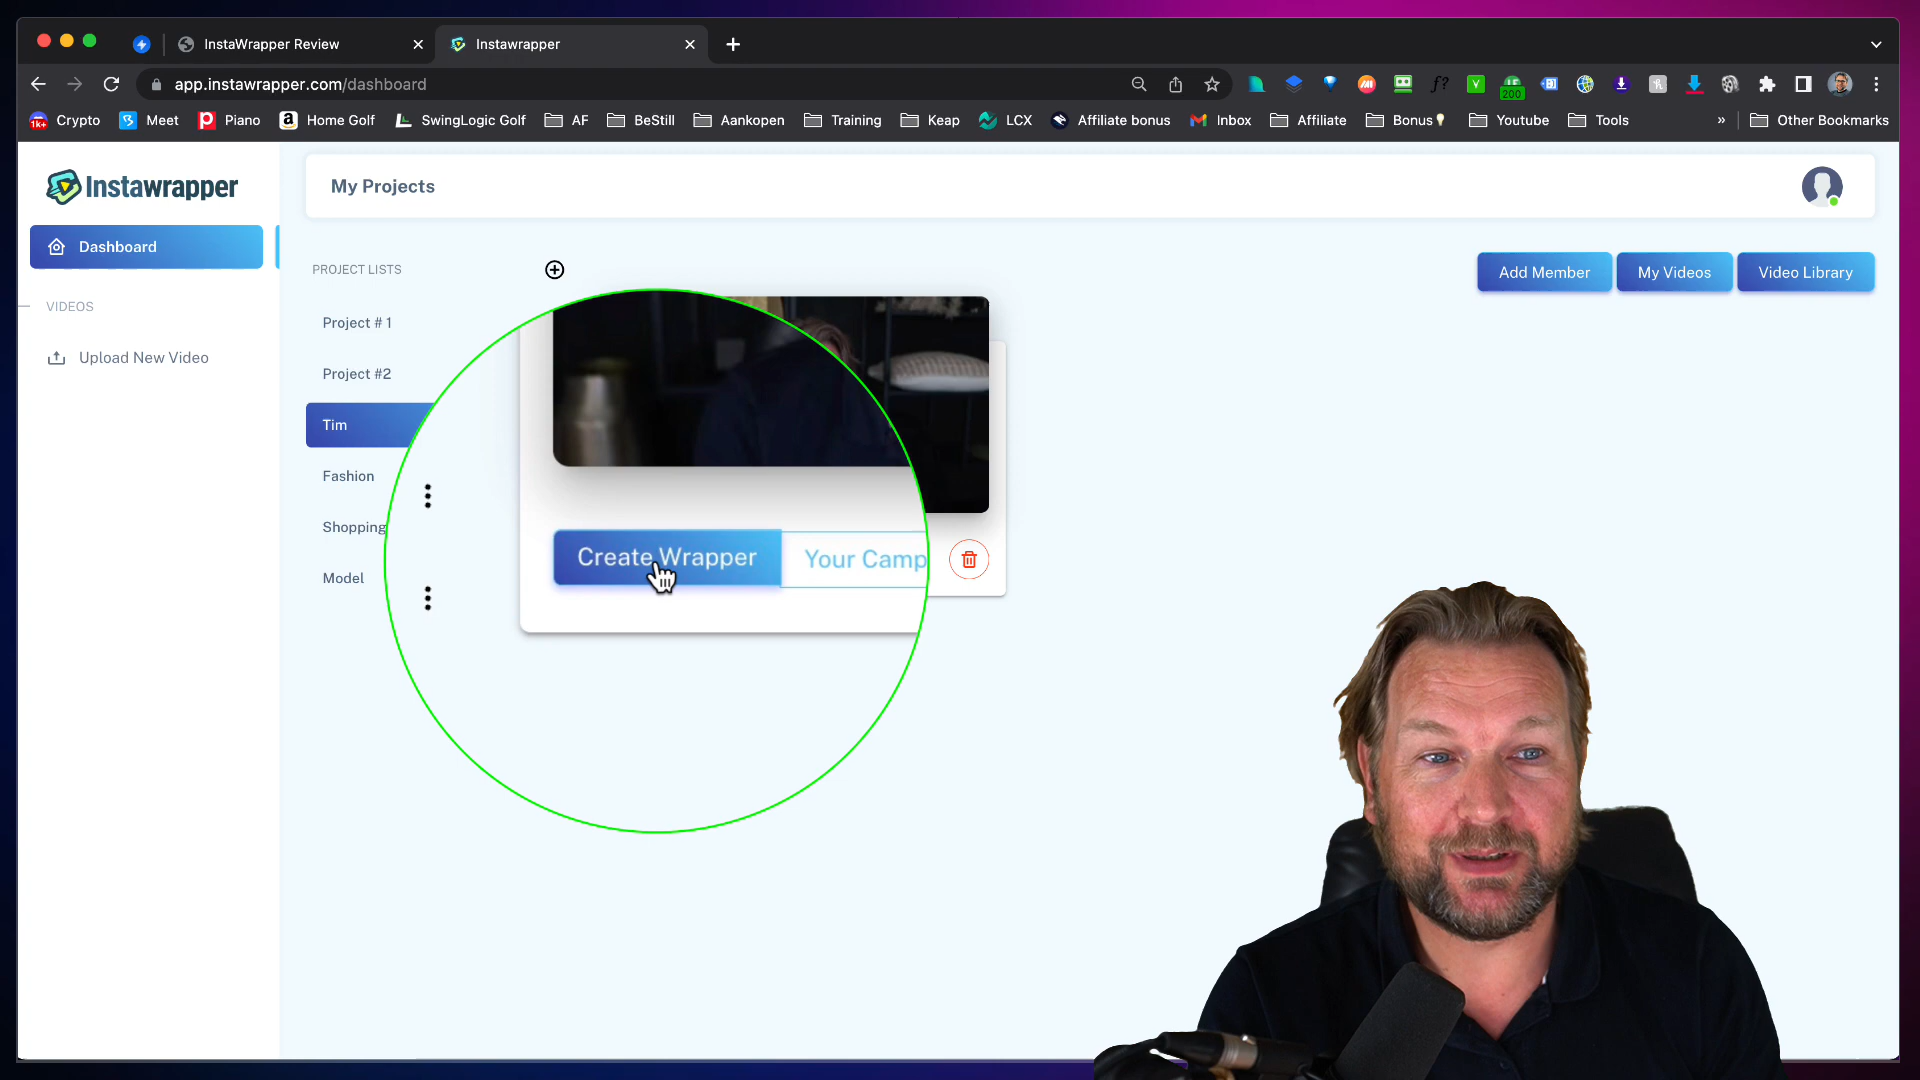 InstaWrapper Review
Instawrapper
app.instawrapper.com/dashboard
200
1k+ Crypto Meet Piano Home Golf SwingLogic Golf AF BeStill Aankopen Training Keap LCX Affiliate bonus Inbox Affiliate Bonus Youtube Tools » Other Bookmarks
Instawrapper
My Projects
Dashboard
PROJECT LISTS
Add Member
My Videos
Video Library
VIDEOS
Project # 1
Upload New Video
Project #2
Tim
Fashion
Shopping
Model
Create Wrapper
Your Camp